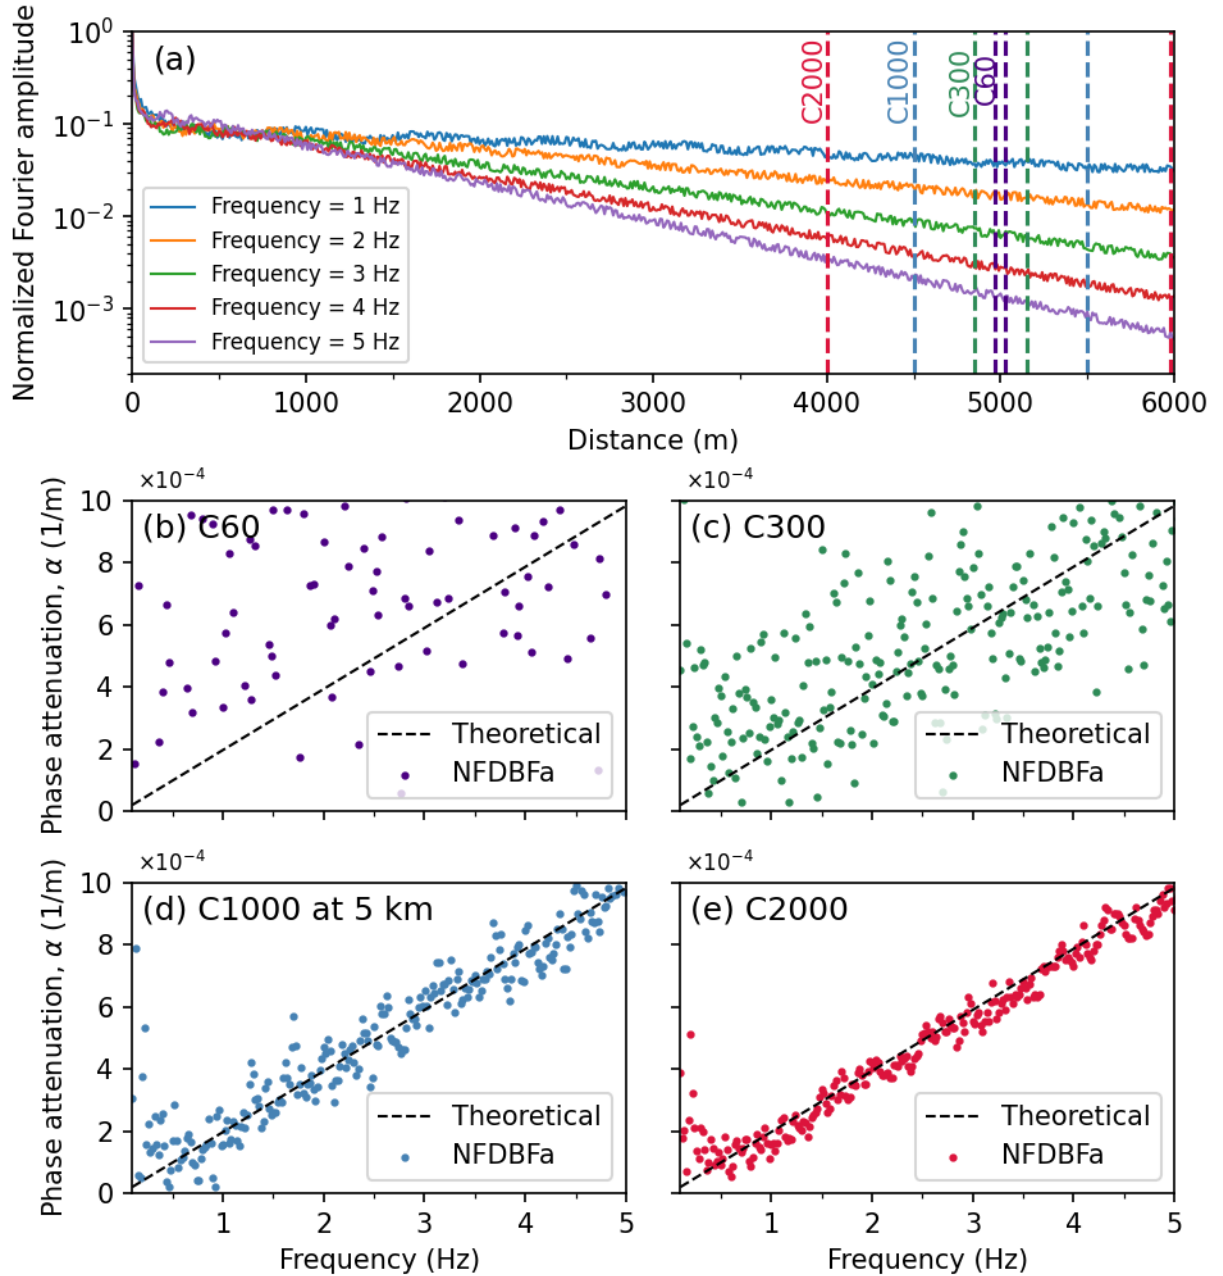 (a)
Normalized Fourier amplitude
10⁰
10⁻¹
10⁻²
10⁻³
C2000
C1000
C300
C60
Frequency = 1 Hz
Frequency = 2 Hz
Frequency = 3 Hz
Frequency = 4 Hz
Frequency = 5 Hz
0 1000 2000 3000 4000 5000 6000
Distance (m)
×10⁻⁴
(b) C60
Phase attenuation, α (1/m)
10
8
6
4
2
0
Theoretical
NFDBFa
×10⁻⁴
(c) C300
10
8
6
4
2
0
Theoretical
NFDBFa
×10⁻⁴
(d) C1000 at 5 km
Phase attenuation, α (1/m)
10
8
6
4
2
0
Theoretical
NFDBFa
1 2 3 4 5
Frequency (Hz)
×10⁻⁴
(e) C2000
10
8
6
4
2
0
Theoretical
NFDBFa
1 2 3 4 5
Frequency (Hz)